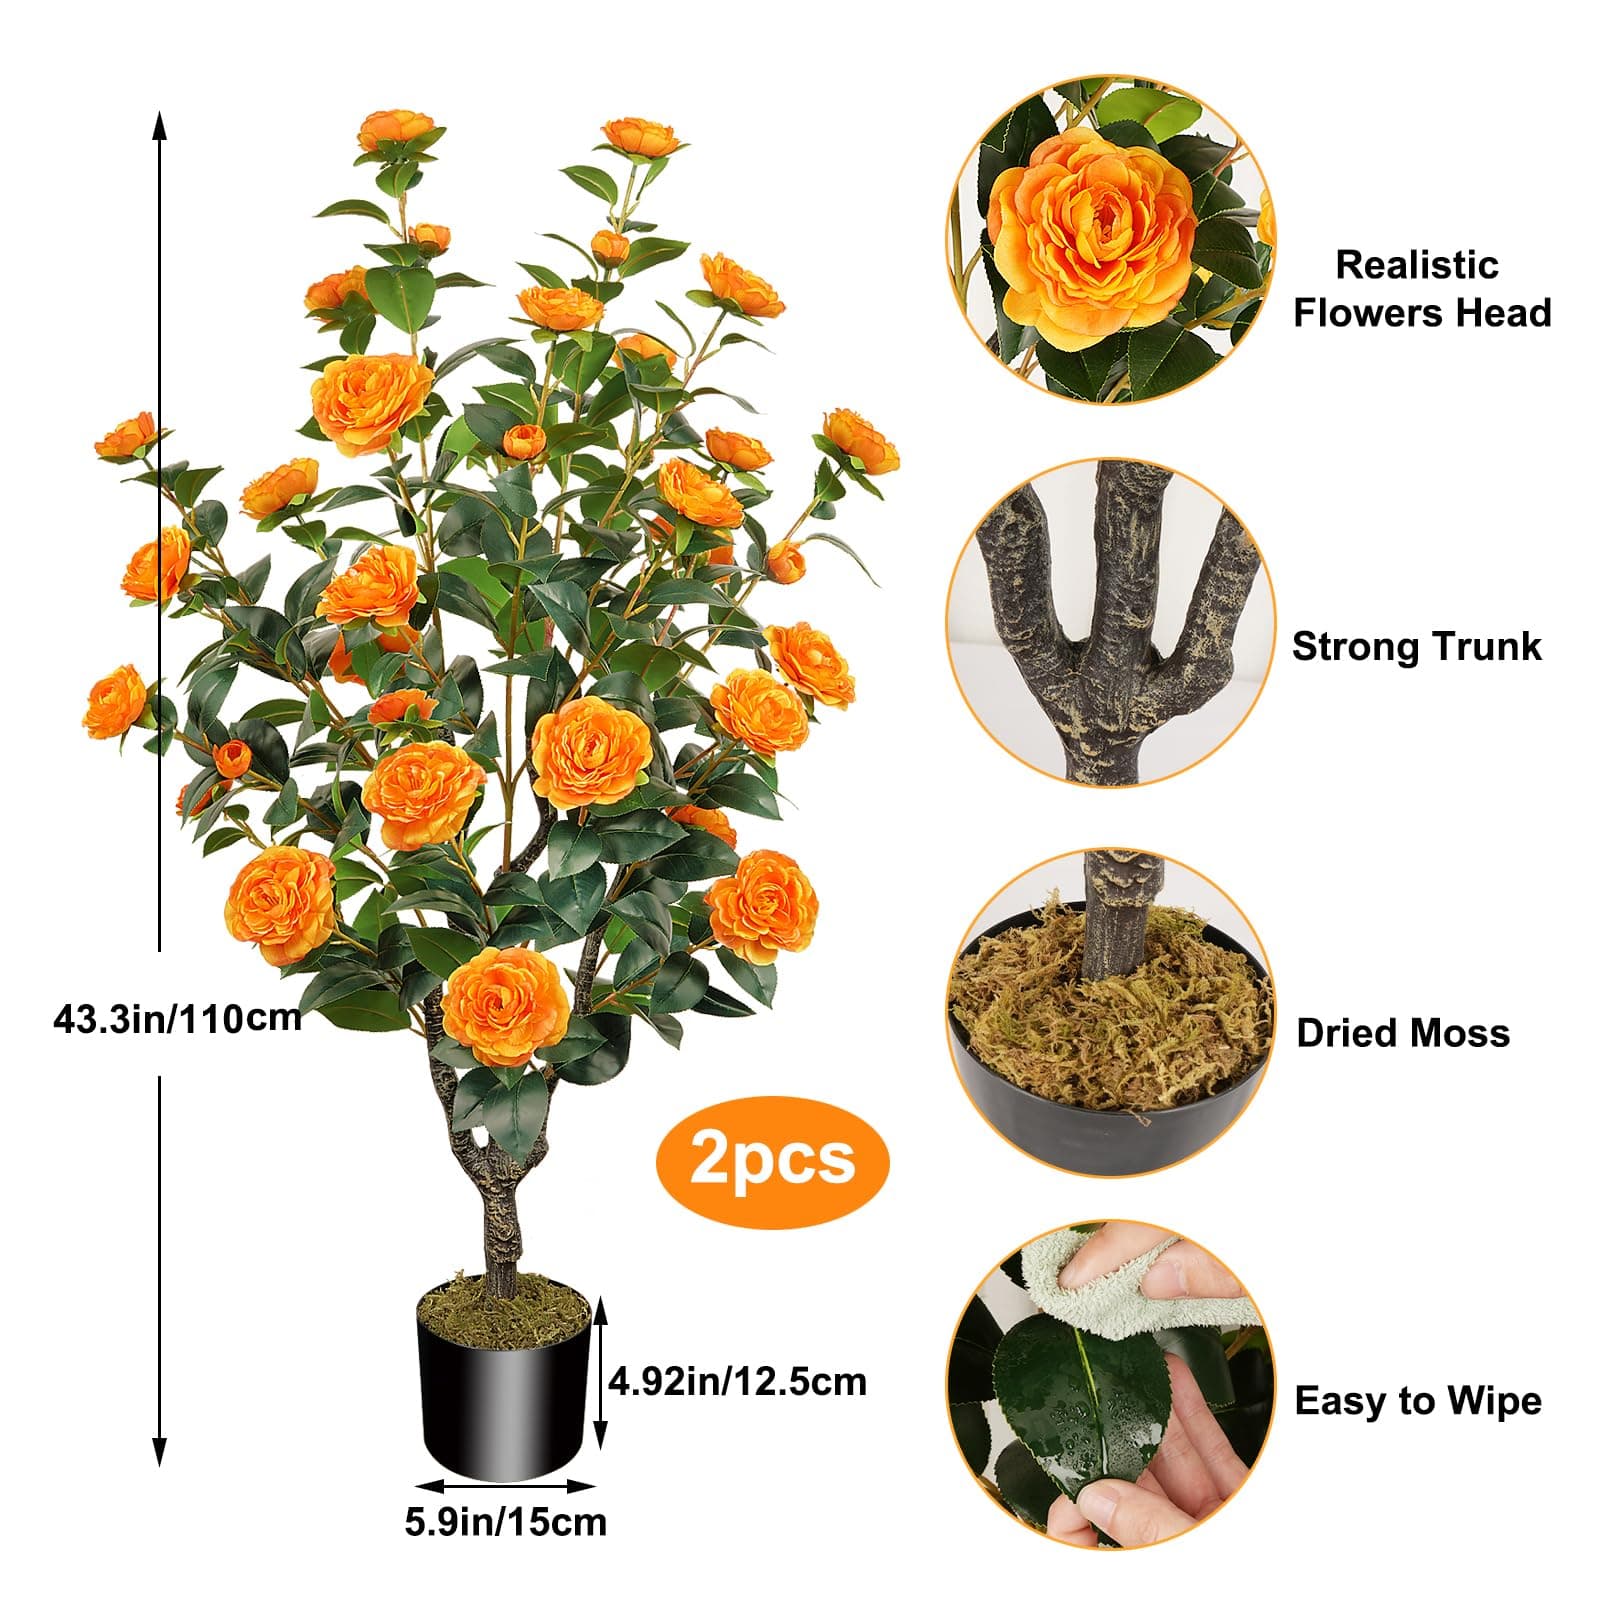 43.3in/110cm
2pcs
4.92in/12.5cm
5.9in/15cm
Realistic
Flowers Head
Strong Trunk
Dried Moss
Easy to Wipe